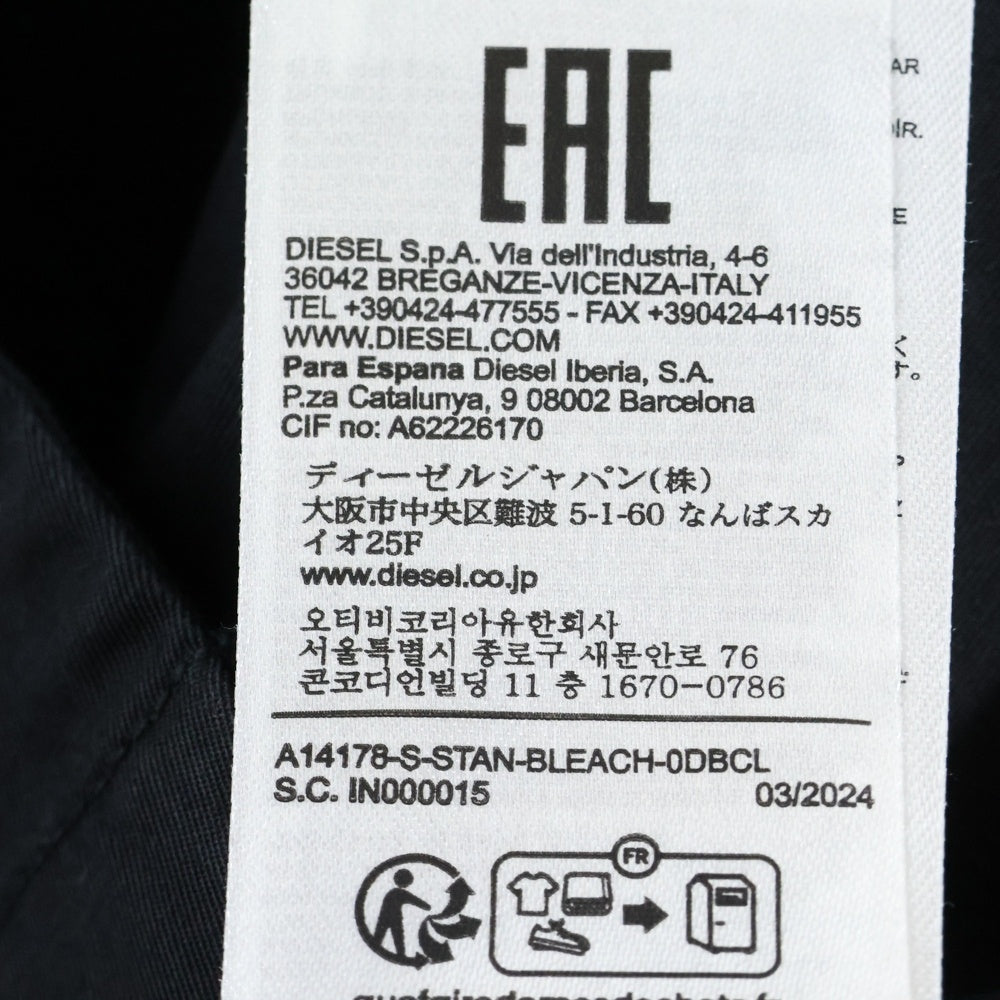 EAC
DIESEL S.p.A. Via dell'Industria, 4-6
36042 BREGANZE-VICENZA-ITALY
TEL +390424-477555 - FAX +390424-411955
WWW.DIESEL.COM
Para Espana Diesel Iberia, S.A.
P.za Catalunya, 9 08002 Barcelona
CIF no: A62226170
ディーゼルジャパン(株)
大阪市中央区難波 5-1-60 なんばスカ
イオ25F
www.diesel.co.jp
오티비코리아유한회사
서울특별시 종로구 새문안로 76
콘코디언빌딩 11 층 1670-0786
A14178-S-STAN-BLEACH-0DBCL
S.C. IN000015 03/2024
FR